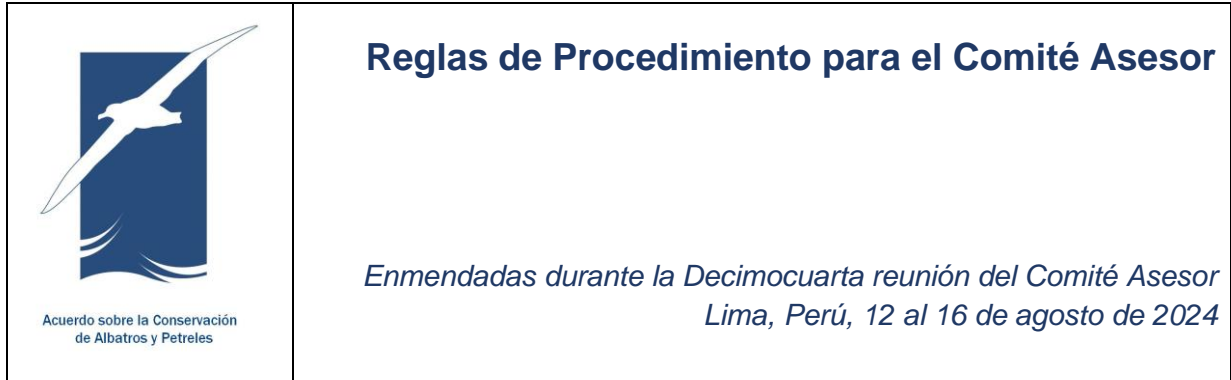 Reglas de Procedimiento para el Comité Asesor
Enmendadas durante la Decimocuarta reunión del Comité Asesor
Lima, Perú, 12 al 16 de agosto de 2024
Acuerdo sobre la Conservación
de Albatros y Petreles